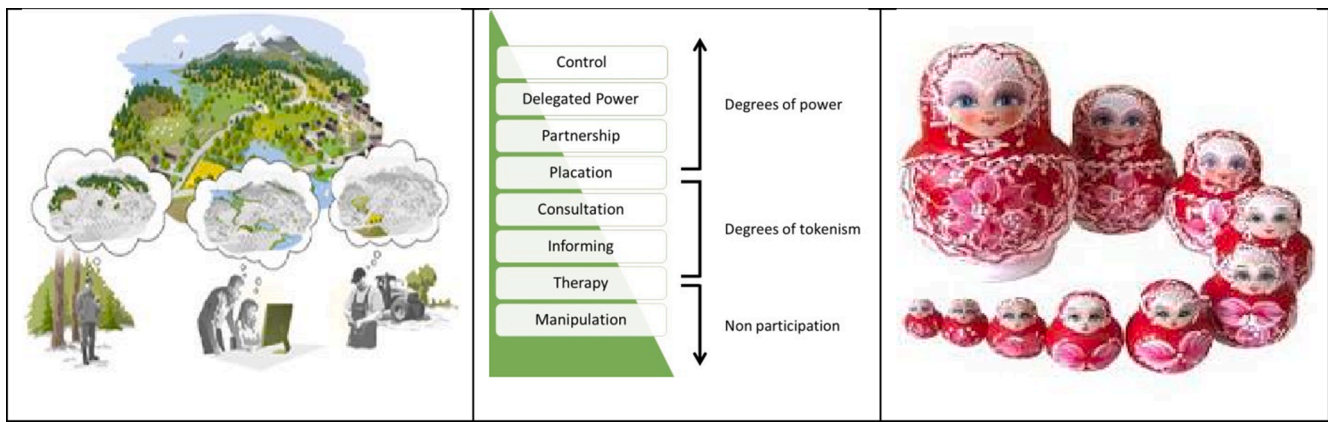 Control
Delegated Power
Partnership
Placation
Consultation
Informing
Therapy
Manipulation
Degrees of power
Degrees of tokenism
Non participation